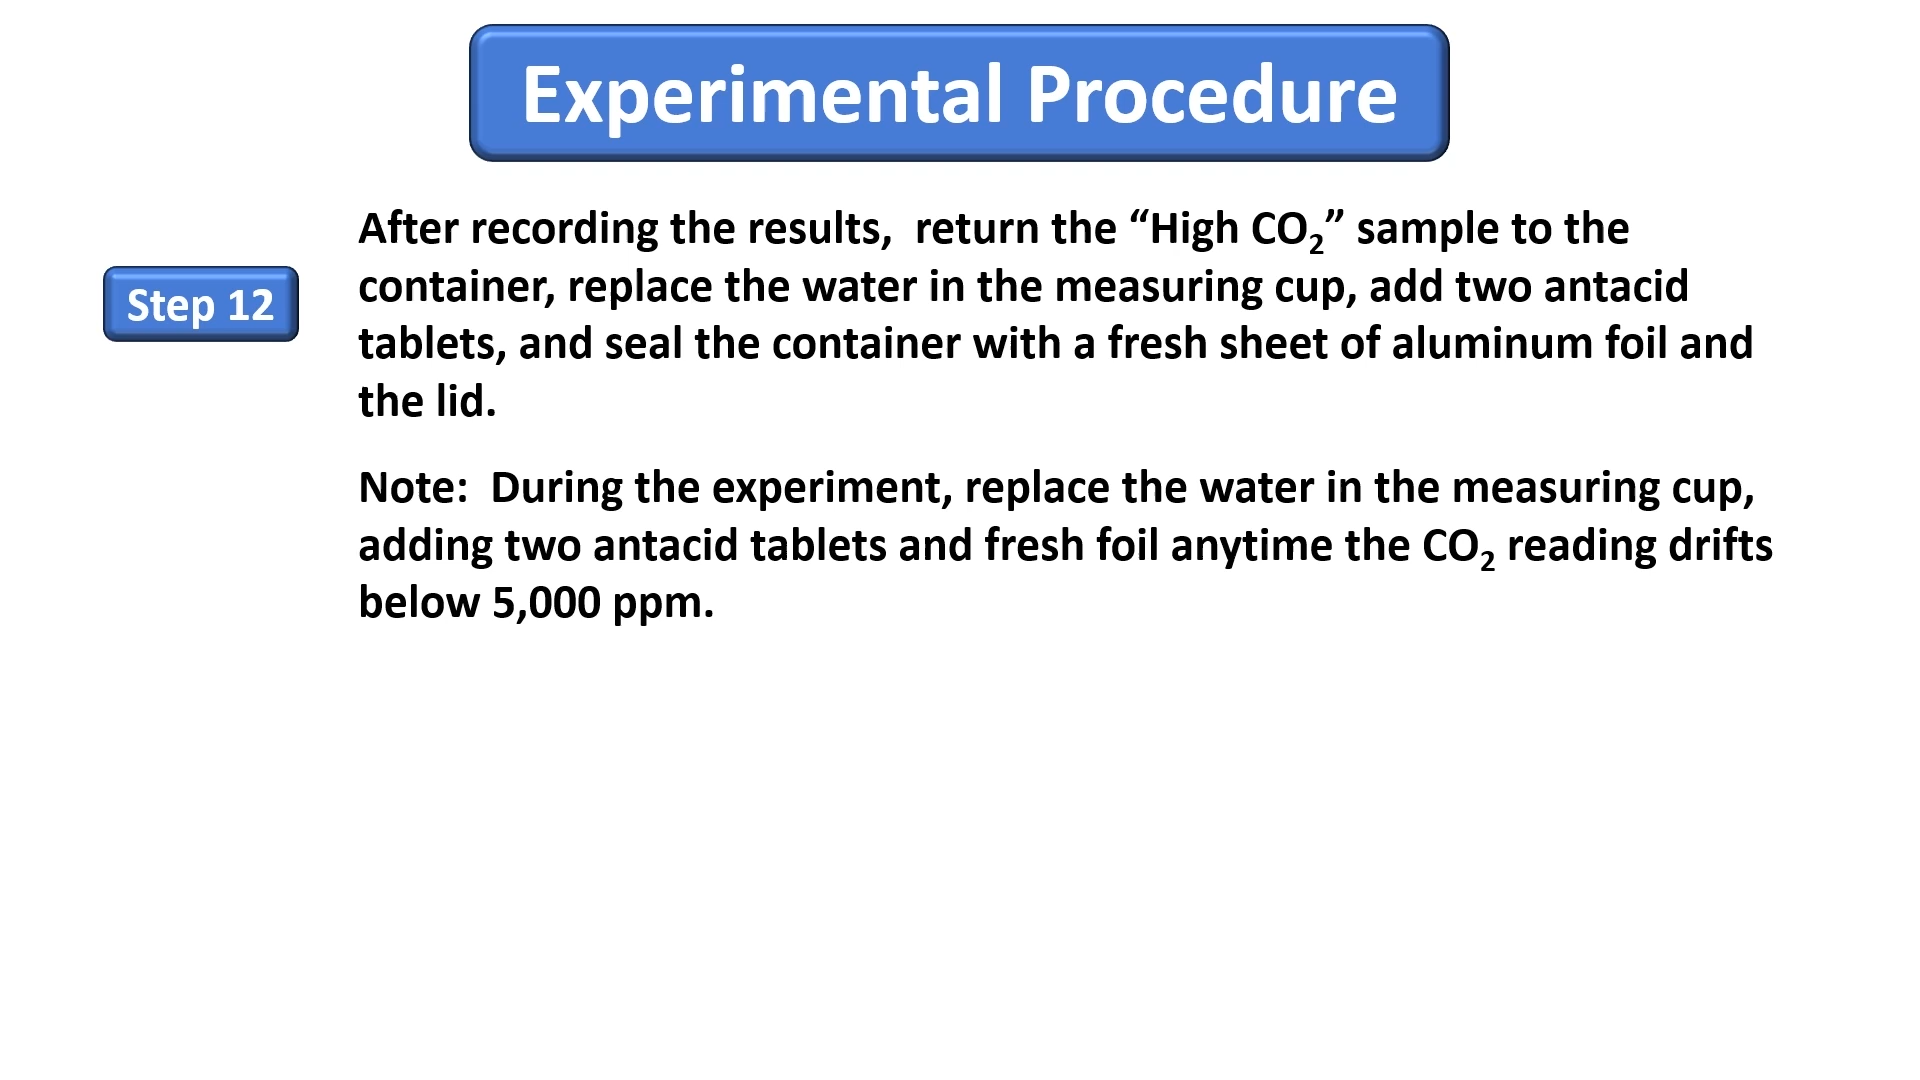 Experimental Procedure
Step 12
After recording the results,  return the “High CO₂” sample to the
container, replace the water in the measuring cup, add two antacid
tablets, and seal the container with a fresh sheet of aluminum foil and
the lid.
Note:  During the experiment, replace the water in the measuring cup,
adding two antacid tablets and fresh foil anytime the CO₂ reading drifts
below 5,000 ppm.